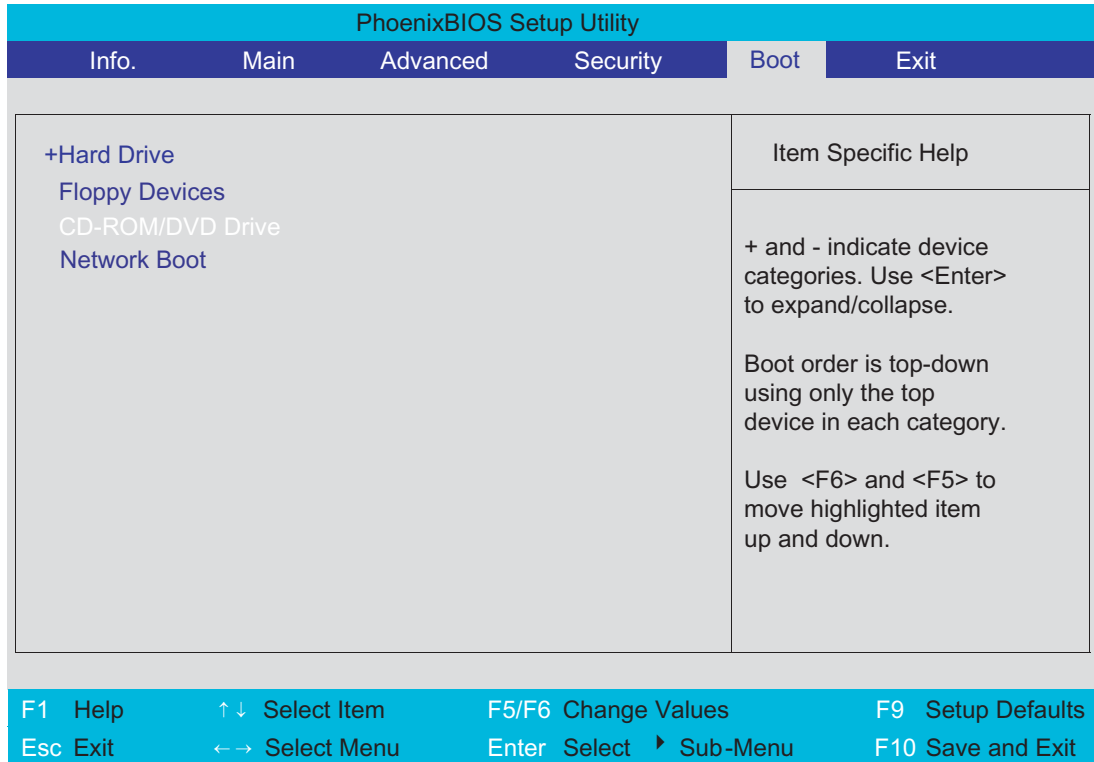 PhoenixBIOS Setup Utility
Info. Main Advanced Security Boot Exit
+Hard Drive
Floppy Devices
CD-ROM/DVD Drive
Network Boot
Item Specific Help
+ and - indicate device
categories. Use <Enter>
to expand/collapse.
Boot order is top-down
using only the top
device in each category.
Use <F6> and <F5> to
move highlighted item
up and down.
F1 Help ↑↓ Select Item F5/F6 Change Values F9 Setup Defaults
Esc Exit ←→ Select Menu Enter Select ▶ Sub-Menu F10 Save and Exit